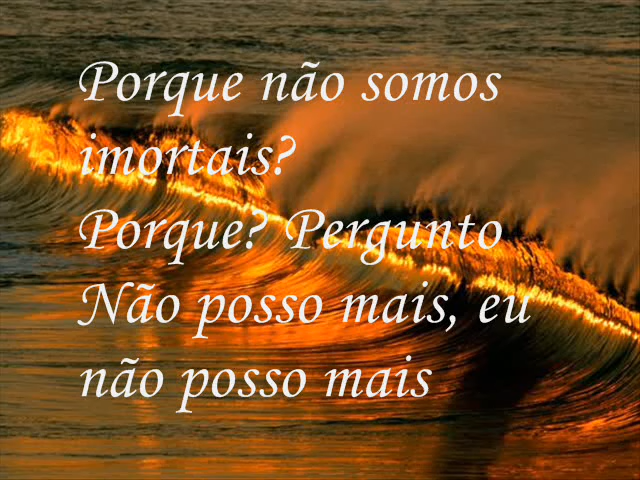 Porque não somos
imortais?
Porque? Pergunto
Não posso mais, eu
não posso mais